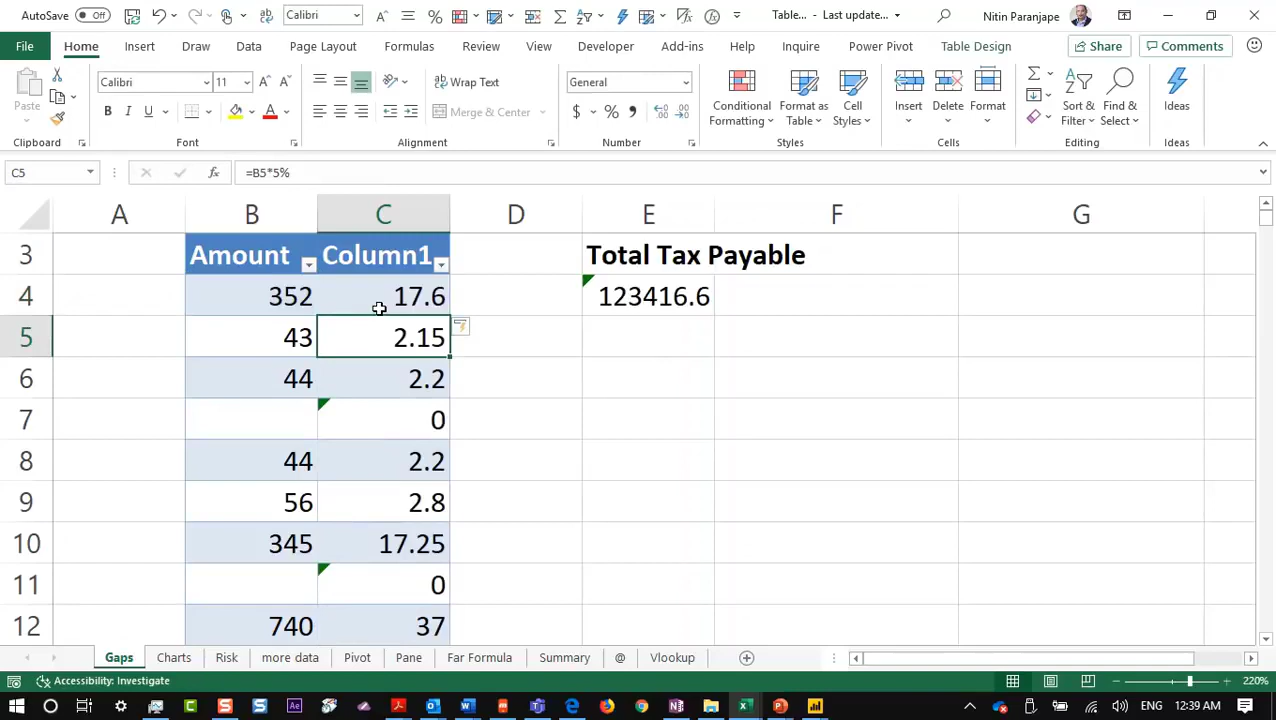 Calibri
Table... - Last update...
Nitin Paranjape
AutoSave Off
File Home Insert Draw Data Page Layout Formulas Review View Developer Add-ins Help Inquire Power Pivot Table Design Share Comments
Calibri 11 Wrap Text General
Paste B I U Merge & Center $ % Conditional Formatting Format as Table Cell Styles Insert Delete Format Sort & Filter Find & Select Ideas
Clipboard Font Alignment Number Styles Cells Editing Ideas
C5 fx =B5*5%
A B C D E F G
3 Amount Column1 Total Tax Payable
4 352 17.6 123416.6
5 43 2.15
6 44 2.2
7 0
8 44 2.2
9 56 2.8
10 345 17.25
11 0
12 740 37
Gaps Charts Risk more data Pivot Pane Far Formula Summary @ Vlookup
Accessibility: Investigate 220%
12:39 AM